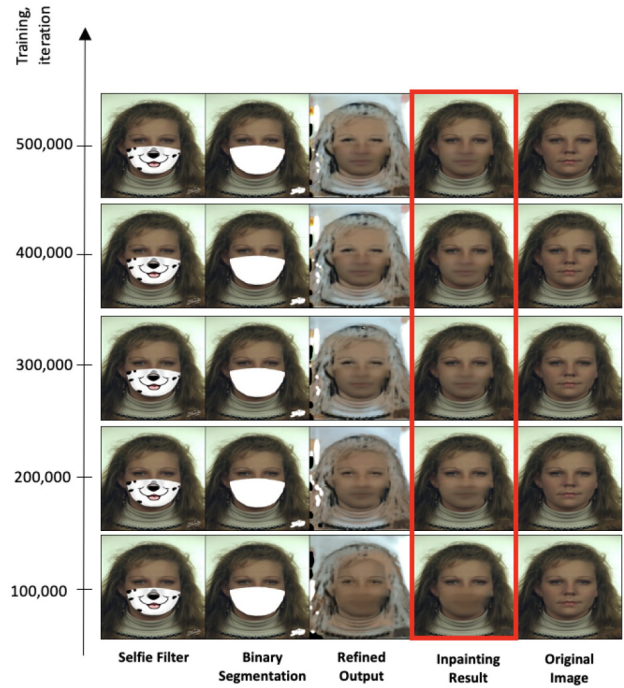 Training,
iteration
500,000
400,000
300,000
200,000
100,000
Selfie Filter
Binary
Segmentation
Refined
Output
Inpainting
Result
Original
Image